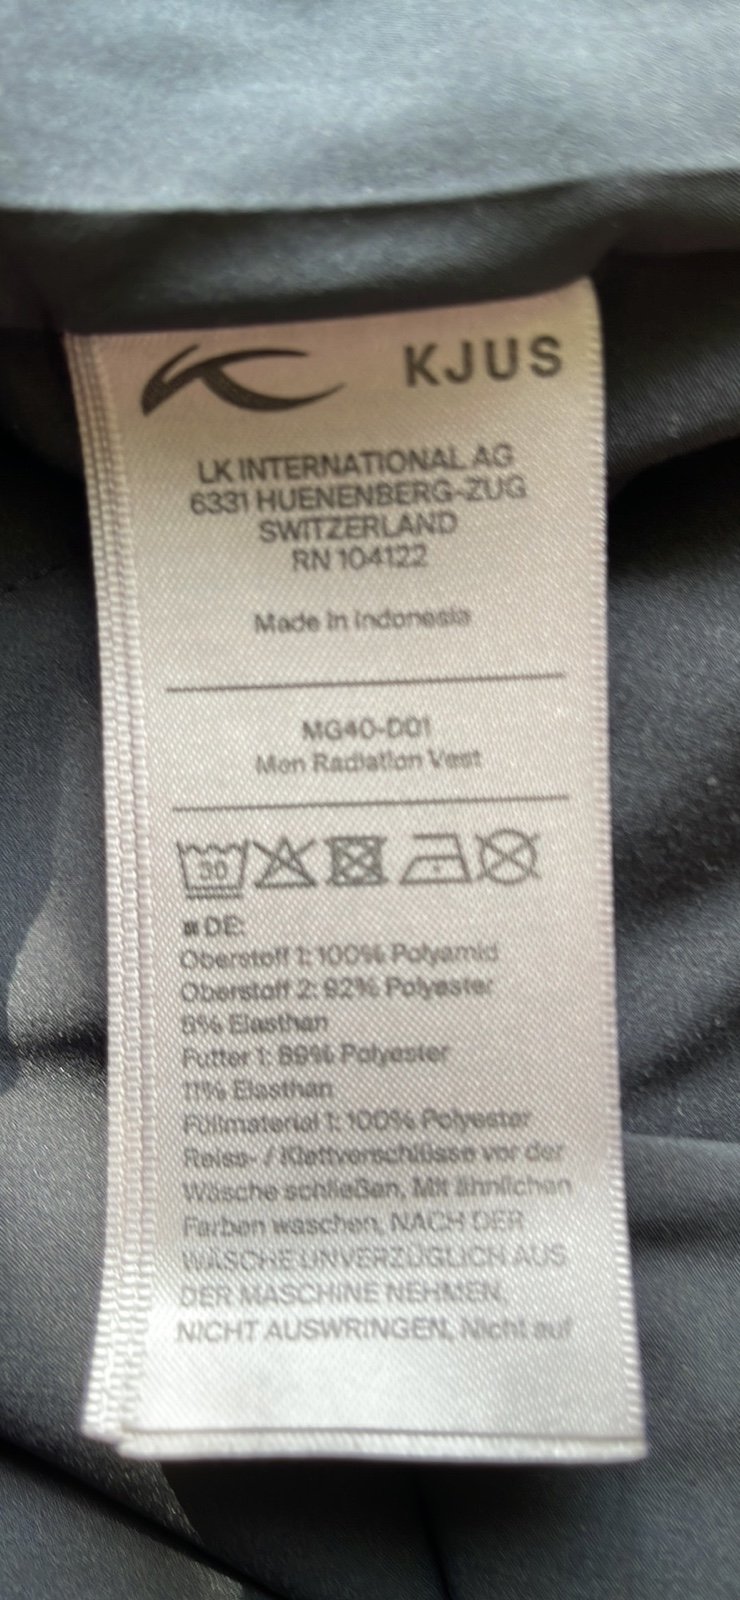 KJUS
LK INTERNATIONAL AG
6331 HUENENBERG-ZUG
SWITZERLAND
RN 104122
Made in Indonesia
MG40-D01
Men Radiation Vest
30
DE:
Oberstoff 1: 100% Polyamid
Oberstoff 2: 92% Polyester
8% Elasthan
Futter 1: 89% Polyester
11% Elasthan
Füllmaterial 1: 100% Polyester
Reiss- / Klettverschlüsse vor der
Wäsche schließen, Mit ähnlichen
Farben waschen, NACH DER
WÄSCHE UNVERZÜGLICH AUS
DER MASCHINE NEHMEN,
NICHT AUSWRINGEN, Nicht auf